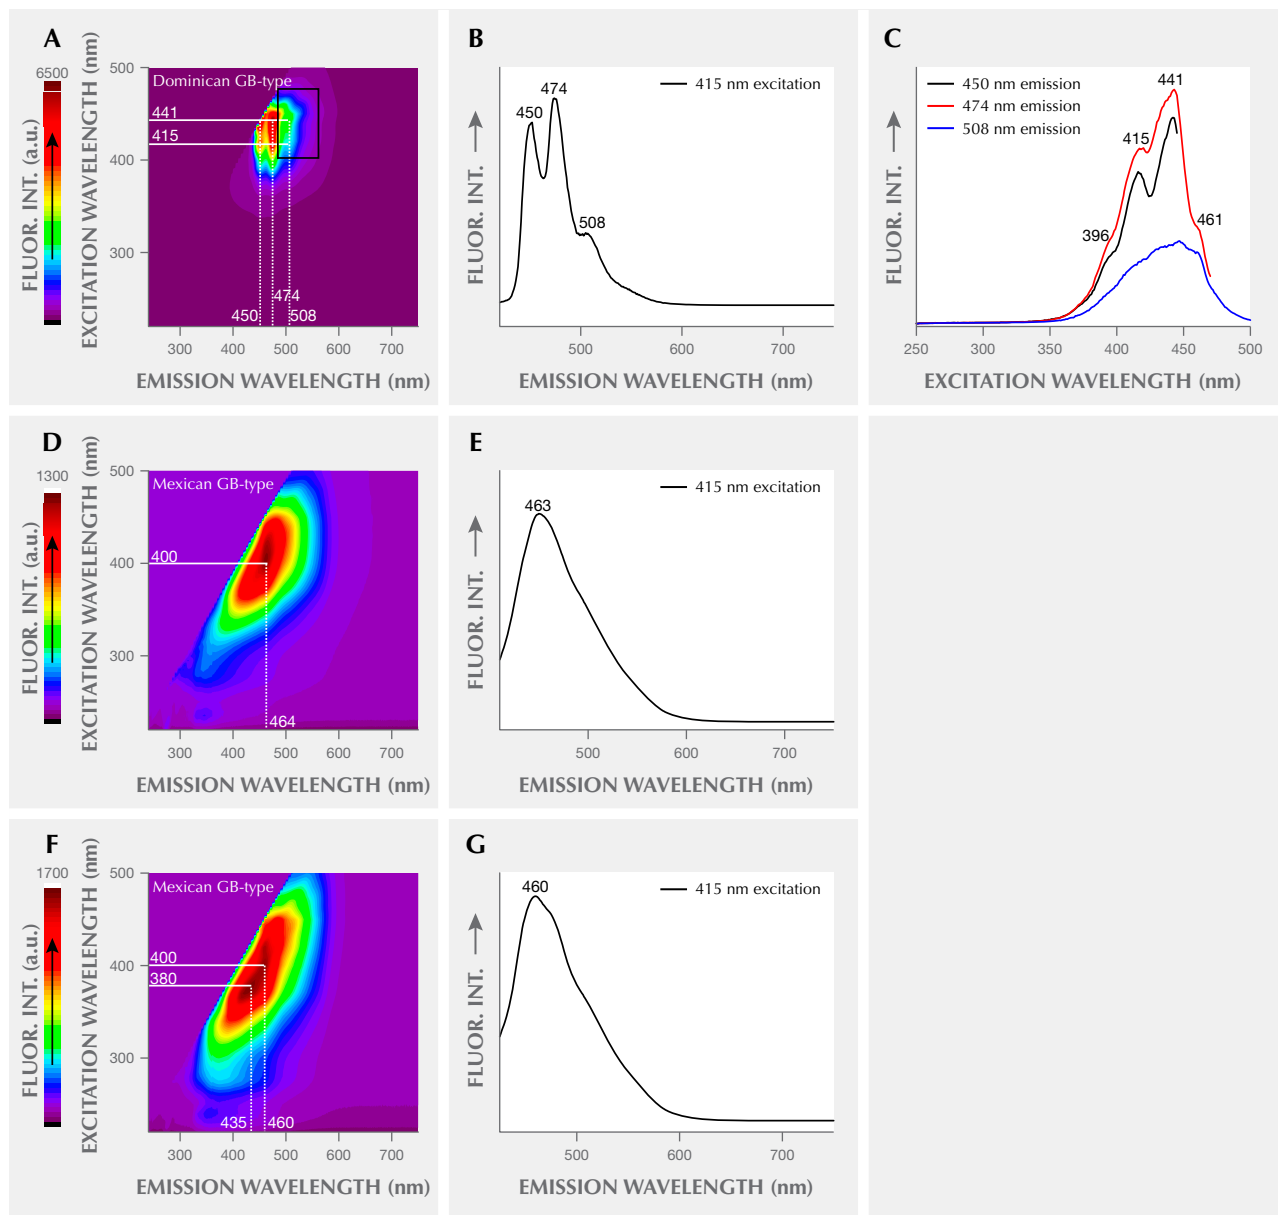 A
6500
FLUOR. INT. (a.u.)
EXCITATION WAVELENGTH (nm)
500
400
300
Dominican GB-type
441
415
474
450
508
300
400
500
600
700
EMISSION WAVELENGTH (nm)
B
FLUOR. INT.
415 nm excitation
474
450
508
500
600
700
EMISSION WAVELENGTH (nm)
C
FLUOR. INT.
450 nm emission
474 nm emission
508 nm emission
441
415
461
396
250
300
350
400
450
500
EXCITATION WAVELENGTH (nm)
D
1300
FLUOR. INT. (a.u.)
EXCITATION WAVELENGTH (nm)
500
400
300
Mexican GB-type
400
464
300
400
500
600
700
EMISSION WAVELENGTH (nm)
E
FLUOR. INT.
415 nm excitation
463
500
600
700
EMISSION WAVELENGTH (nm)
F
1700
FLUOR. INT. (a.u.)
EXCITATION WAVELENGTH (nm)
500
400
300
Mexican GB-type
400
380
435
460
300
400
500
600
700
EMISSION WAVELENGTH (nm)
G
FLUOR. INT.
415 nm excitation
460
500
600
700
EMISSION WAVELENGTH (nm)